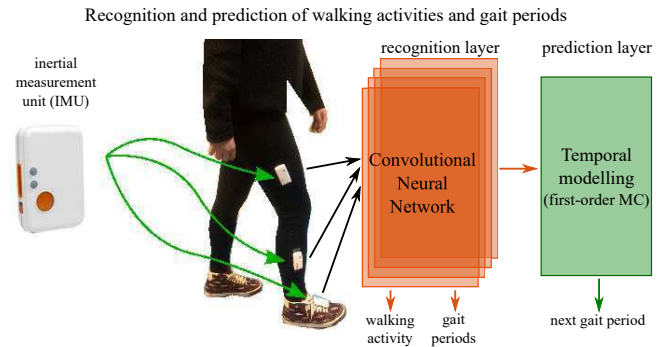 Recognition and prediction of walking activities and gait periods
inertial
measurement
unit (IMU)
recognition layer
prediction layer
Convolutional
Neural
Network
Temporal
modelling
(first-order MC)
walking
activity
gait
periods
next gait period